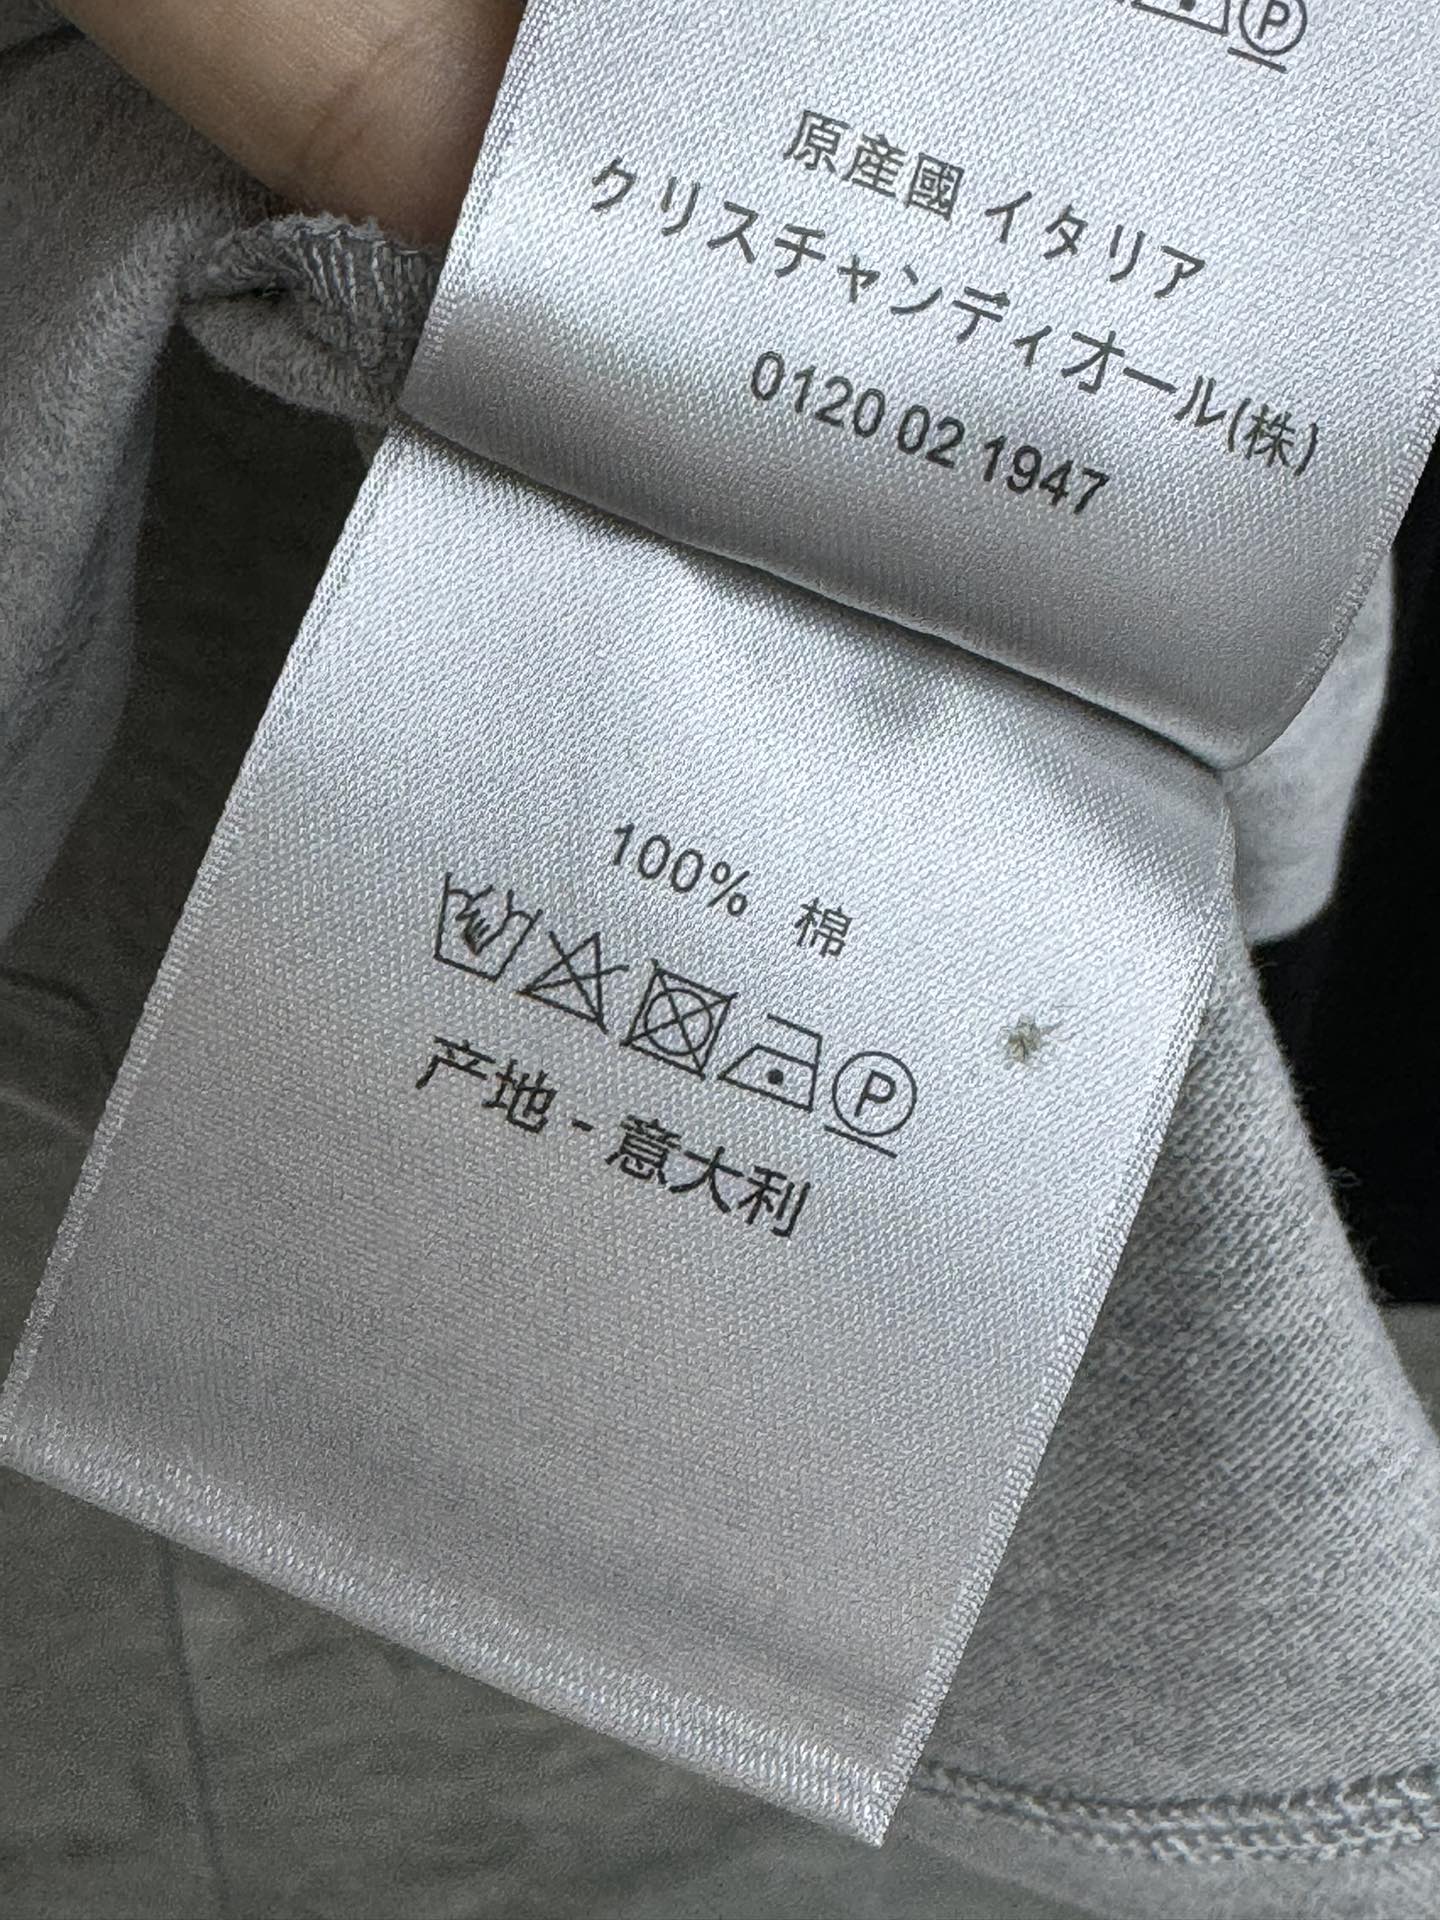 P
原産國 イタリア
クリスチャンディオール(株)
0120 02 1947
100% 棉
P
产地 - 意大利